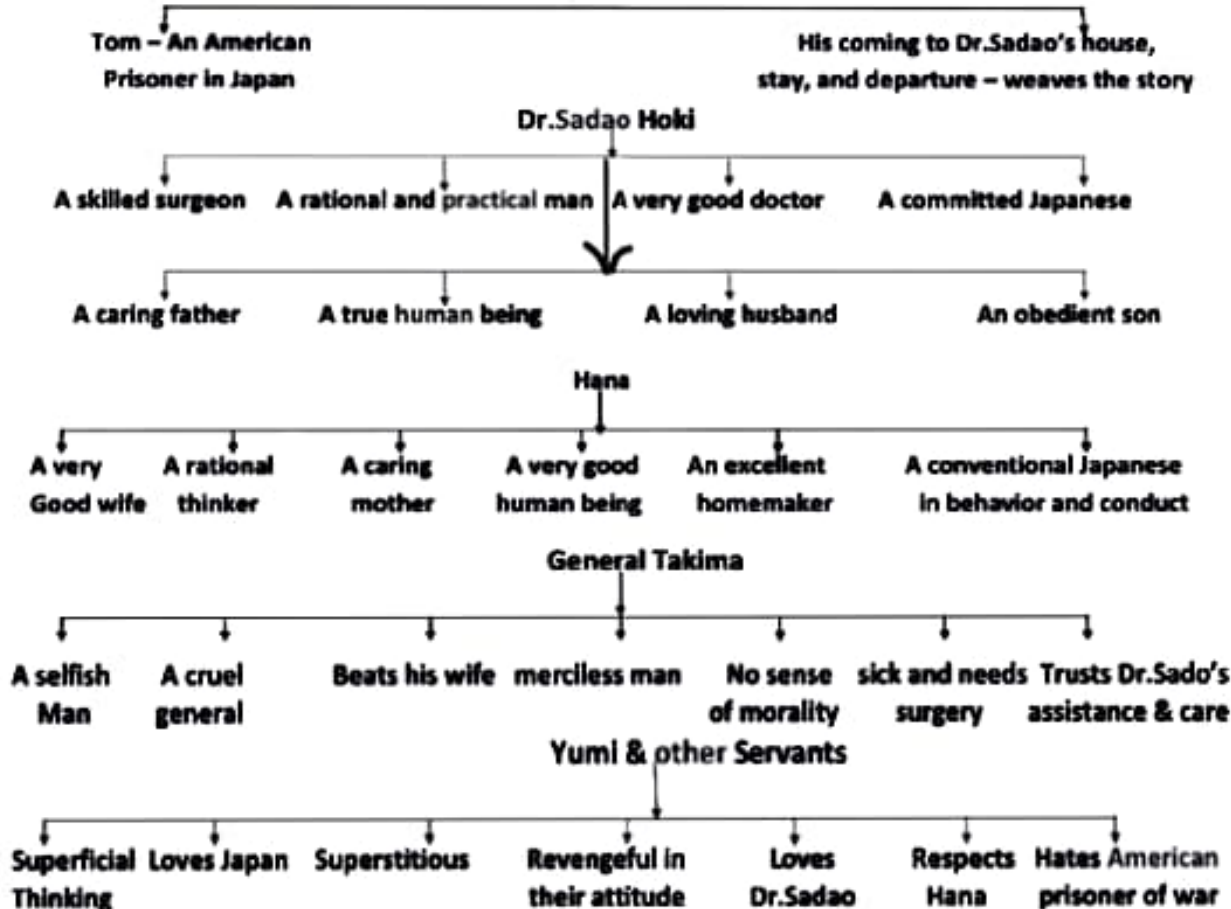 Tom – An American
Prisoner in Japan
His coming to Dr.Sadao's house,
stay, and departure – weaves the story
Dr.Sadao Hoki
A skilled surgeon
A rational and practical man
A very good doctor
A committed Japanese
A caring father
A true human being
A loving husband
An obedient son
Hana
A very
Good wife
A rational
thinker
A caring
mother
A very good
human being
An excellent
homemaker
A conventional Japanese
in behavior and conduct
General Takima
A selfish
Man
A cruel
general
Beats his wife
merciless man
No sense
of morality
sick and needs
surgery
Trusts Dr.Sado's
assistance & care
Yumi & other Servants
Superficial
Thinking
Loves Japan
Superstitious
Revengeful in
their attitude
Loves
Dr.Sadao
Respects
Hana
Hates American
prisoner of war